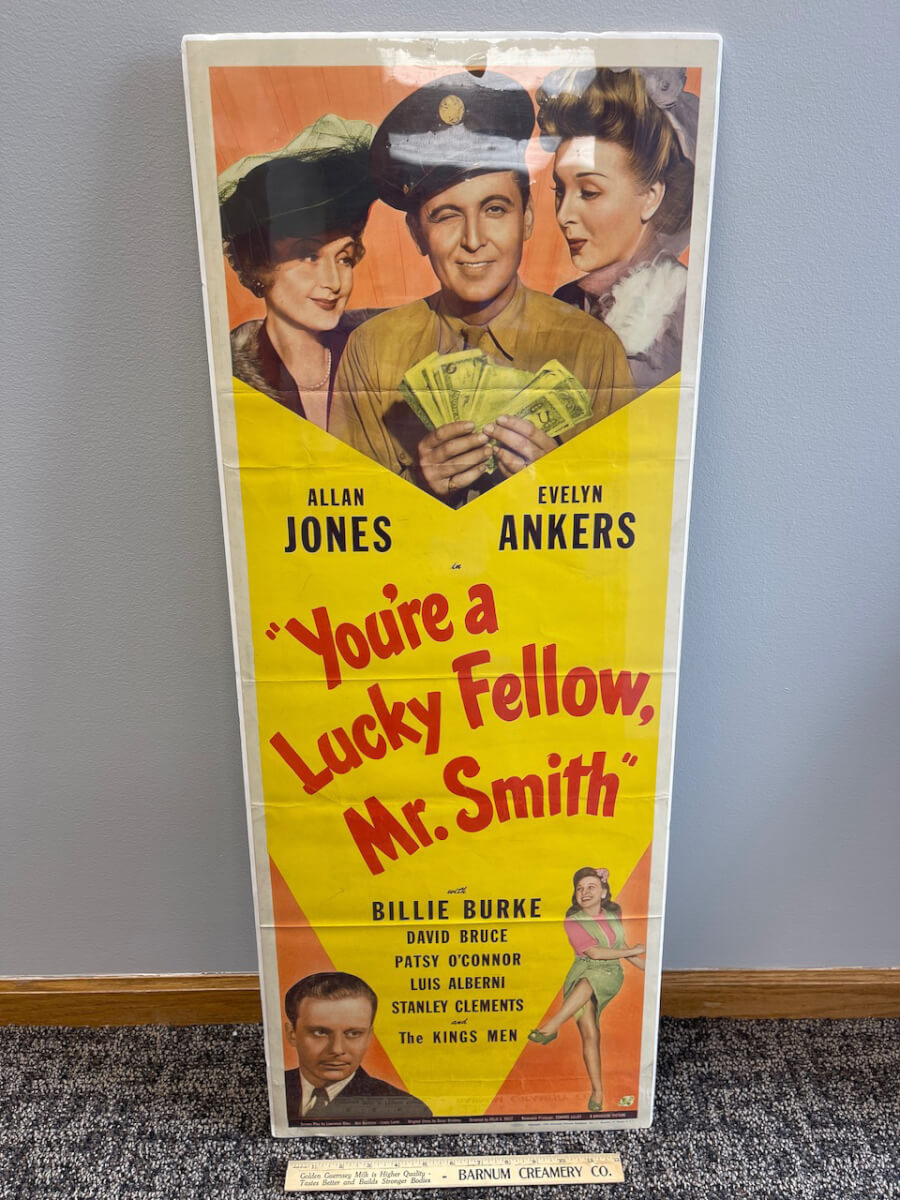 ALLAN
JONES
EVELYN
ANKERS
in
"You're a
Lucky Fellow,
Mr. Smith"
with
BILLIE BURKE
DAVID BRUCE
PATSY O'CONNOR
LUIS ALBERNI
STANLEY CLEMENTS
and
The KINGS MEN
Golden Guernsey Milk is Higher Quality -
Tastes Better and Builds Stronger Bodies
- BARNUM CREAMERY CO.